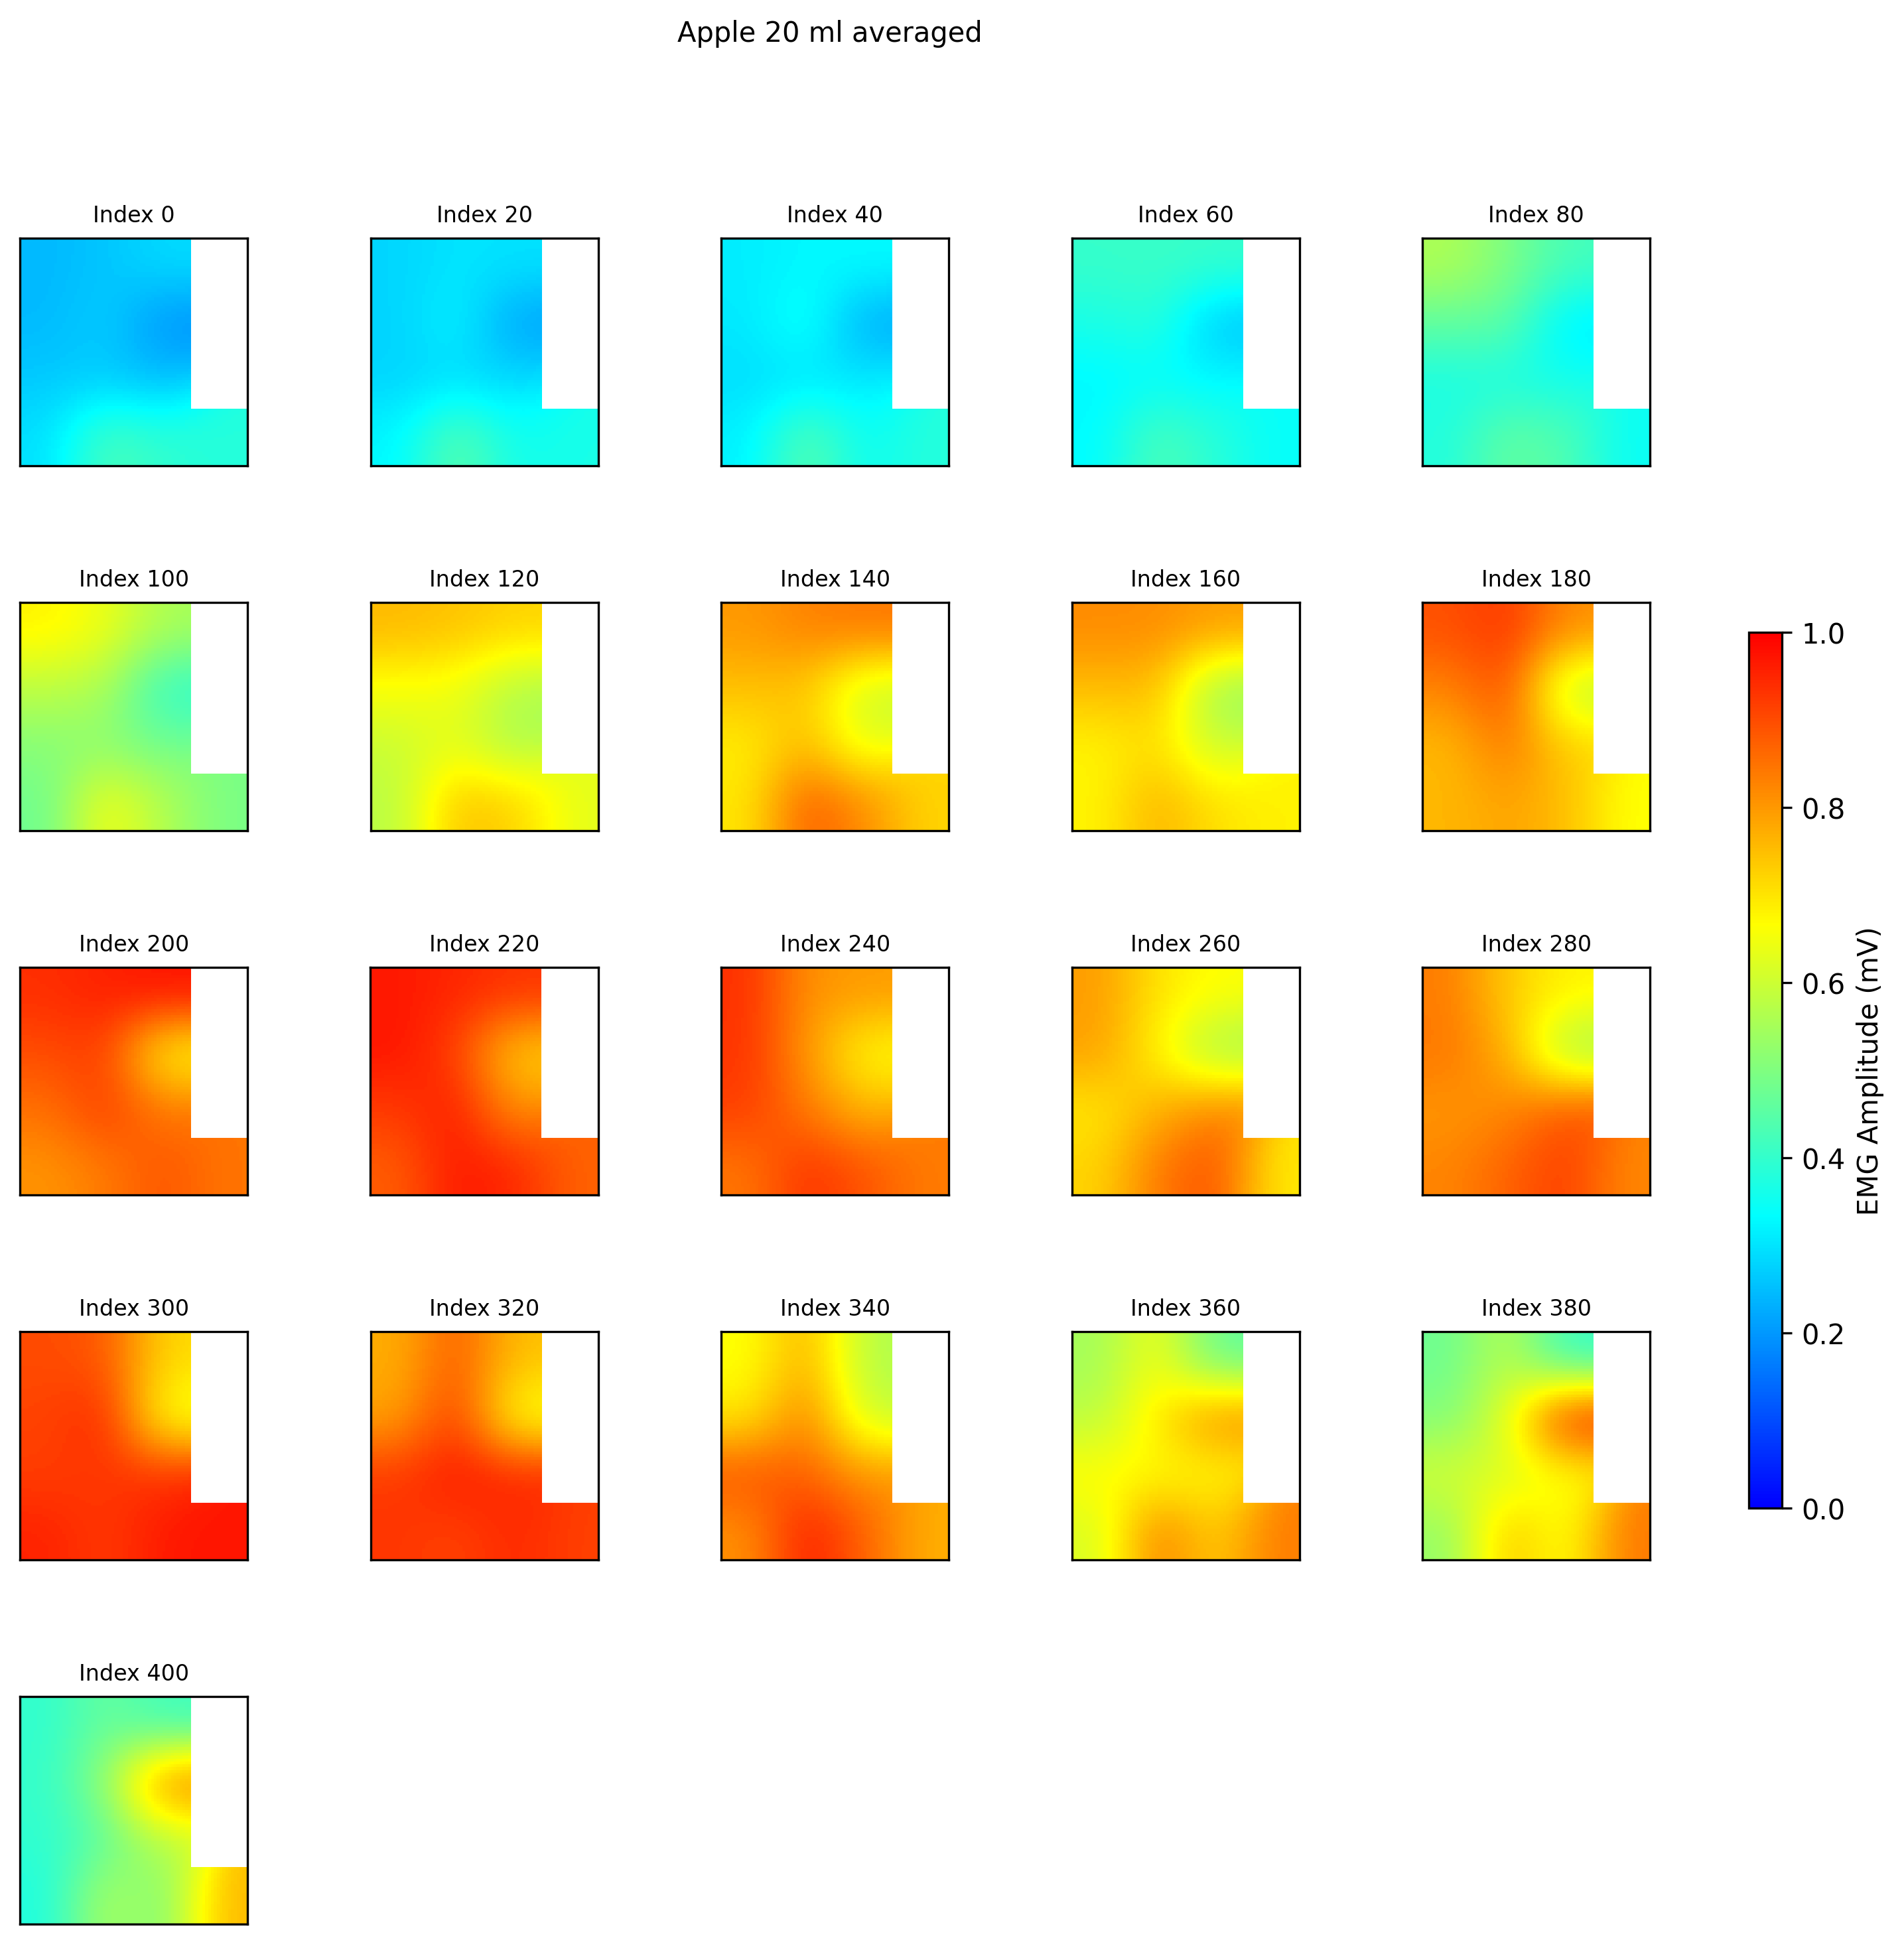 Apple 20 ml averaged
Index 0
Index 20
Index 40
Index 60
Index 80
Index 100
Index 120
Index 140
Index 160
Index 180
Index 200
Index 220
Index 240
Index 260
Index 280
Index 300
Index 320
Index 340
Index 360
Index 380
Index 400
1.0
0.8
0.6
0.4
0.2
0.0
EMG Amplitude (mV)